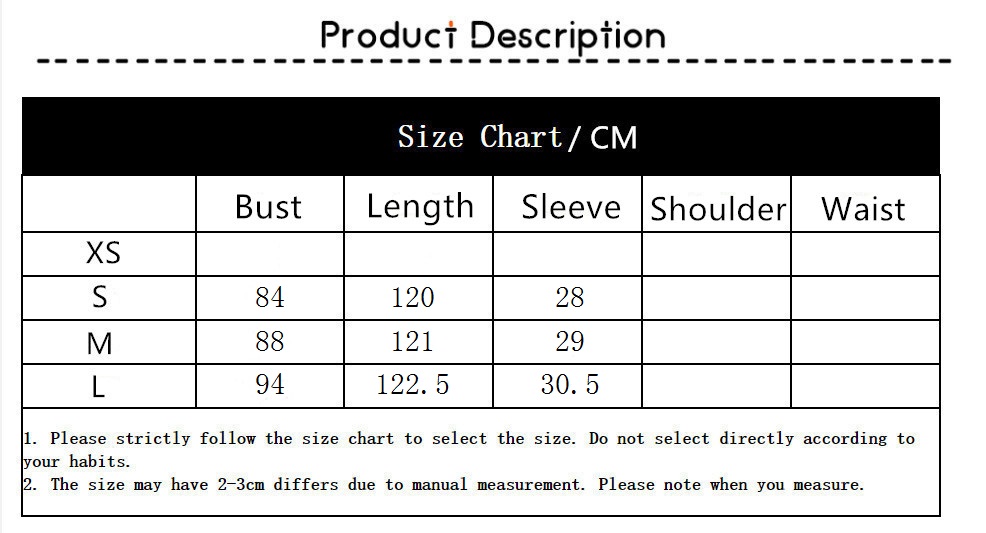 Product Description
Size Chart/CM
Bust Length Sleeve Shoulder Waist
XS
S 84 120 28
M 88 121 29
L 94 122.5 30.5
1. Please strictly follow the size chart to select the size. Do not select directly according to
your habits.
2. The size may have 2-3cm differs due to manual measurement. Please note when you measure.